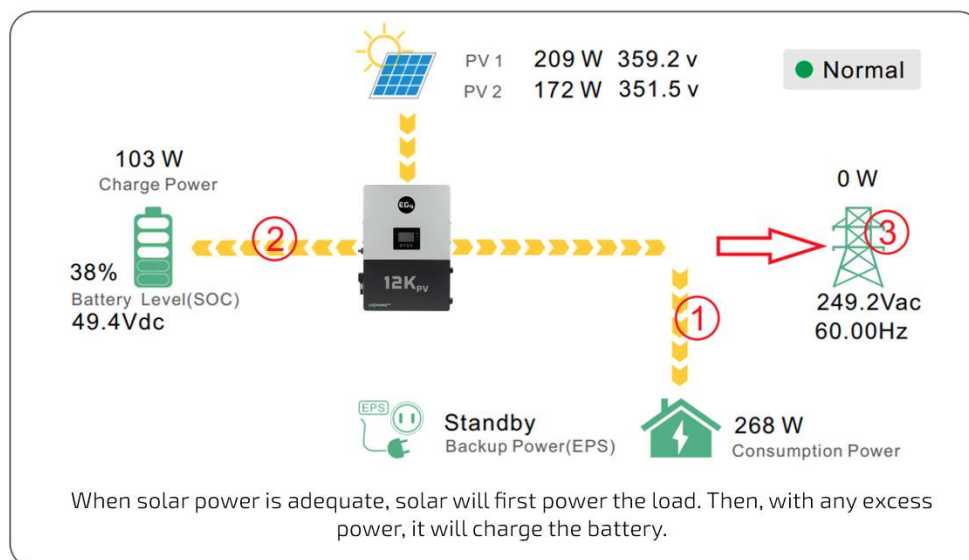 PV 1 209 W 359.2 v
PV 2 172 W 351.5 v
Normal
103 W
Charge Power
0 W
EG4
2
3
38%
Battery Level(SOC)
49.4Vdc
12K PV
249.2Vac
60.00Hz
1
EPS
Standby
Backup Power(EPS)
268 W
Consumption Power
When solar power is adequate, solar will first power the load. Then, with any excess
power, it will charge the battery.